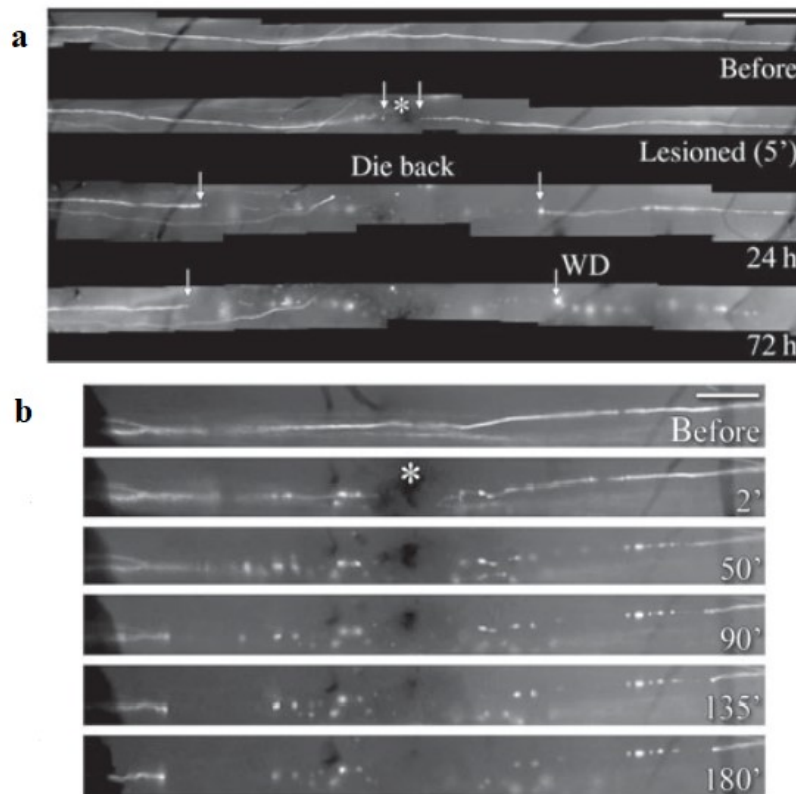 a
Before
*
Lesioned (5')
Die back
24 h
WD
72 h
b
Before
*
2'
50'
90'
135'
180'